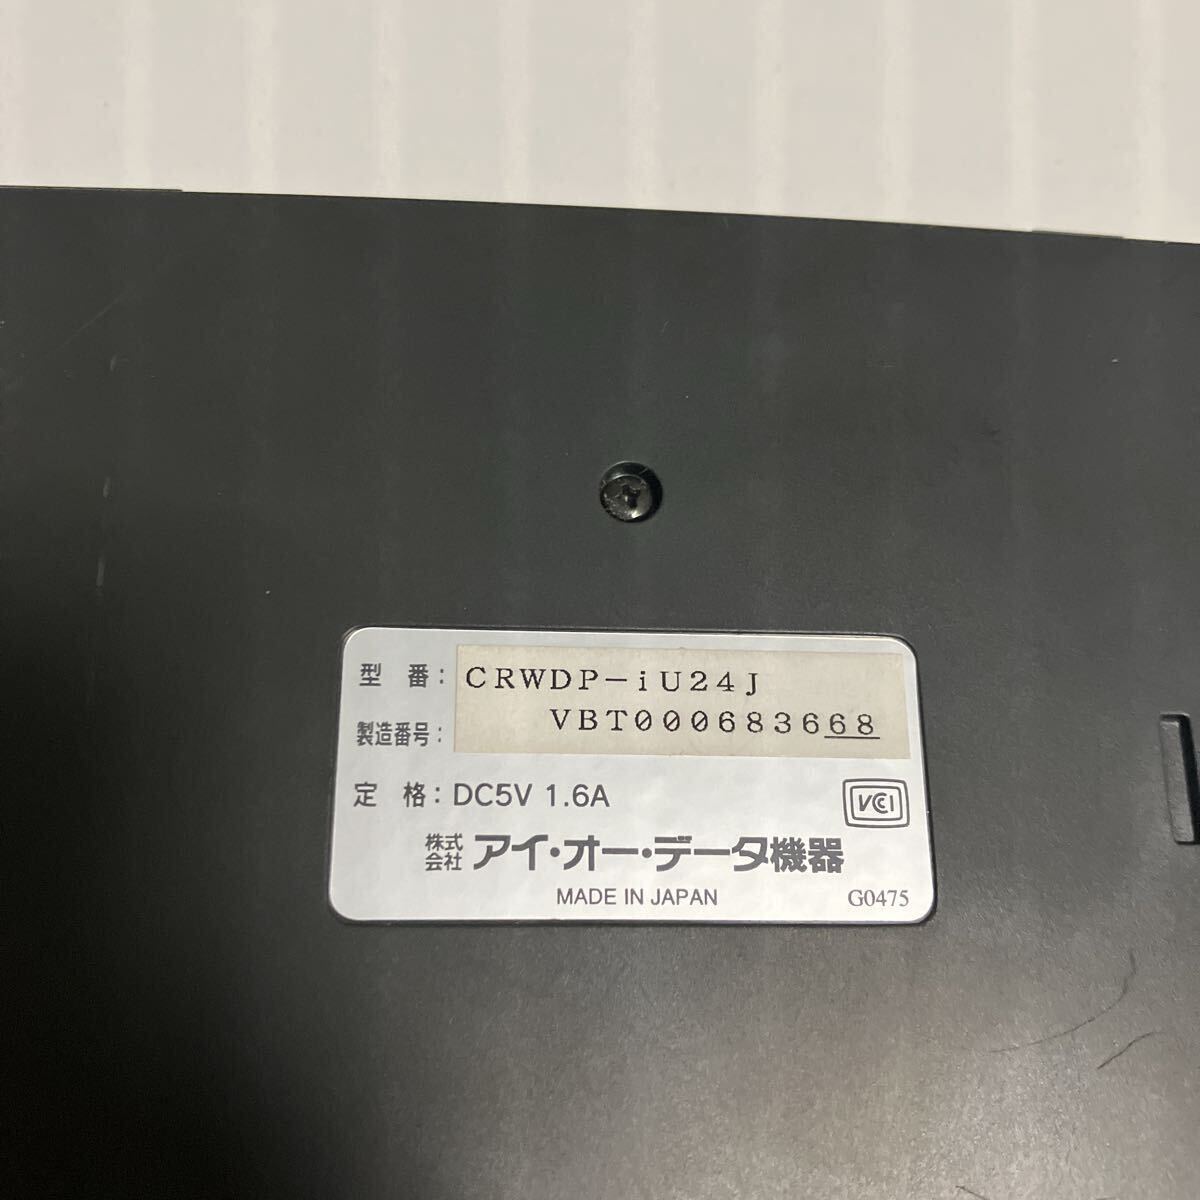 型 番: CRWDP-iU24J
製造番号: VBT000683668
定 格: DC5V 1.6A
VCI
株式会社 アイ・オー・データ機器
MADE IN JAPAN
G0475